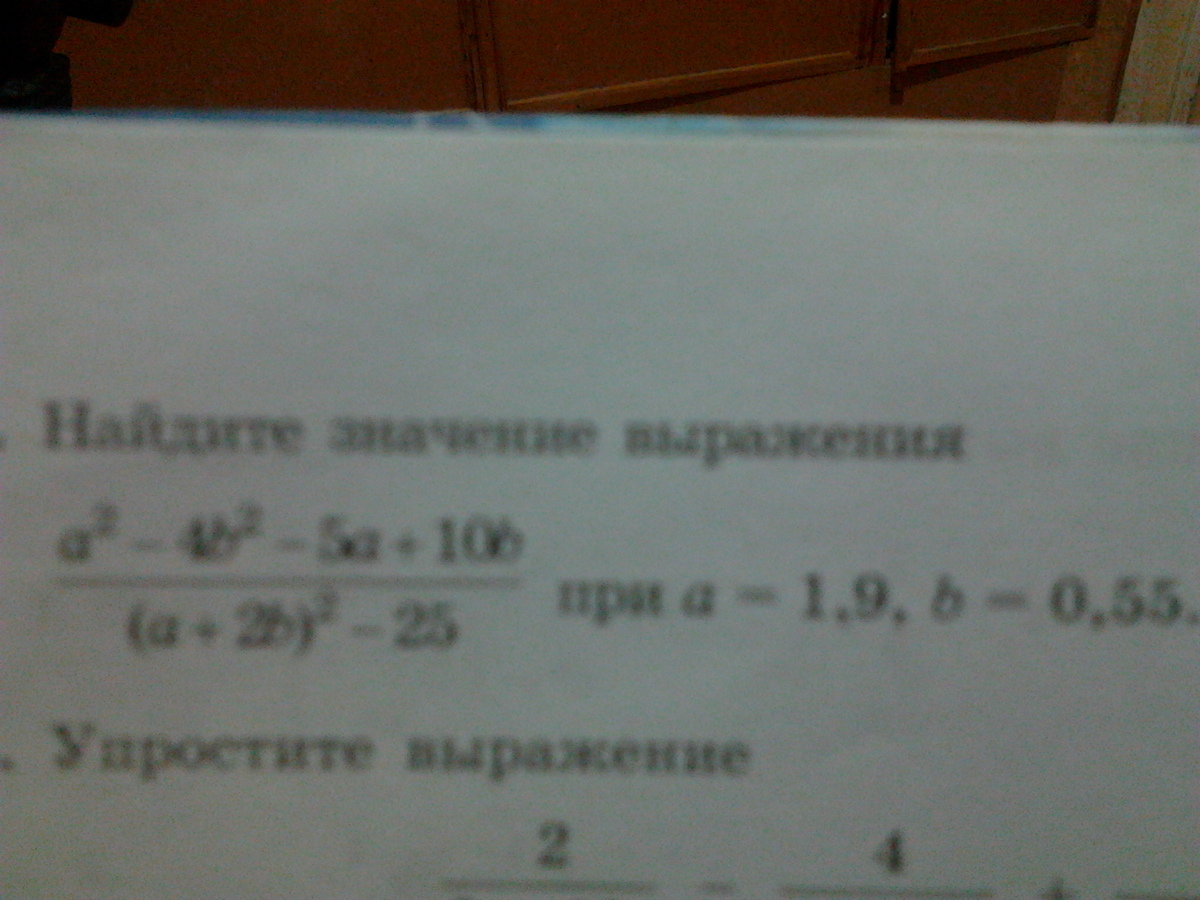 . Найдите значение выражения
a² − 4b² − 5a + 10b
(a + 2b)² − 25
при a = 1,9, b = 0,55.
. Упростите выражение
2 − 4 +